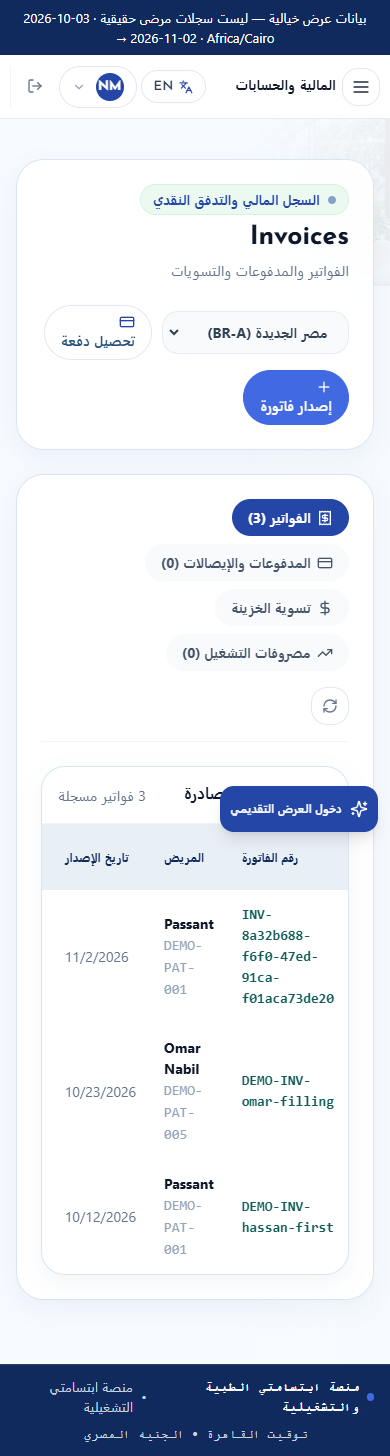 بيانات عرض خيالية — ليست سجلات مرضى حقيقية · 2026-10-03
→ 2026-11-02 · Africa/Cairo
المالية والحسابات
EN
NM
السجل المالي والتدفق النقدي
Invoices
الفواتير والمدفوعات والتسويات
مصر الجديدة (BR-A)
تحصيل دفعة
إصدار فاتورة
الفواتير (3)
المدفوعات والإيصالات (0)
تسوية الخزينة
مصروفات التشغيل (0)
صادرة
3 فواتير مسجلة
دخول العرض التقديمي
رقم الفاتورة
المريض
تاريخ الإصدار
INV-
8a32b688-
f6f0-47ed-
91ca-
f01aca73de20
Passant
DEMO-
PAT-
001
11/2/2026
DEMO-INV-
omar-filling
Omar
Nabil
DEMO-
PAT-
005
10/23/2026
DEMO-INV-
hassan-first
Passant
DEMO-
PAT-
001
10/12/2026
منصة ابتسامتي الطبية
والتشغيلية
منصة ابتسامتي
التشغيلية
توقيت القاهرة • الجنيه المصري